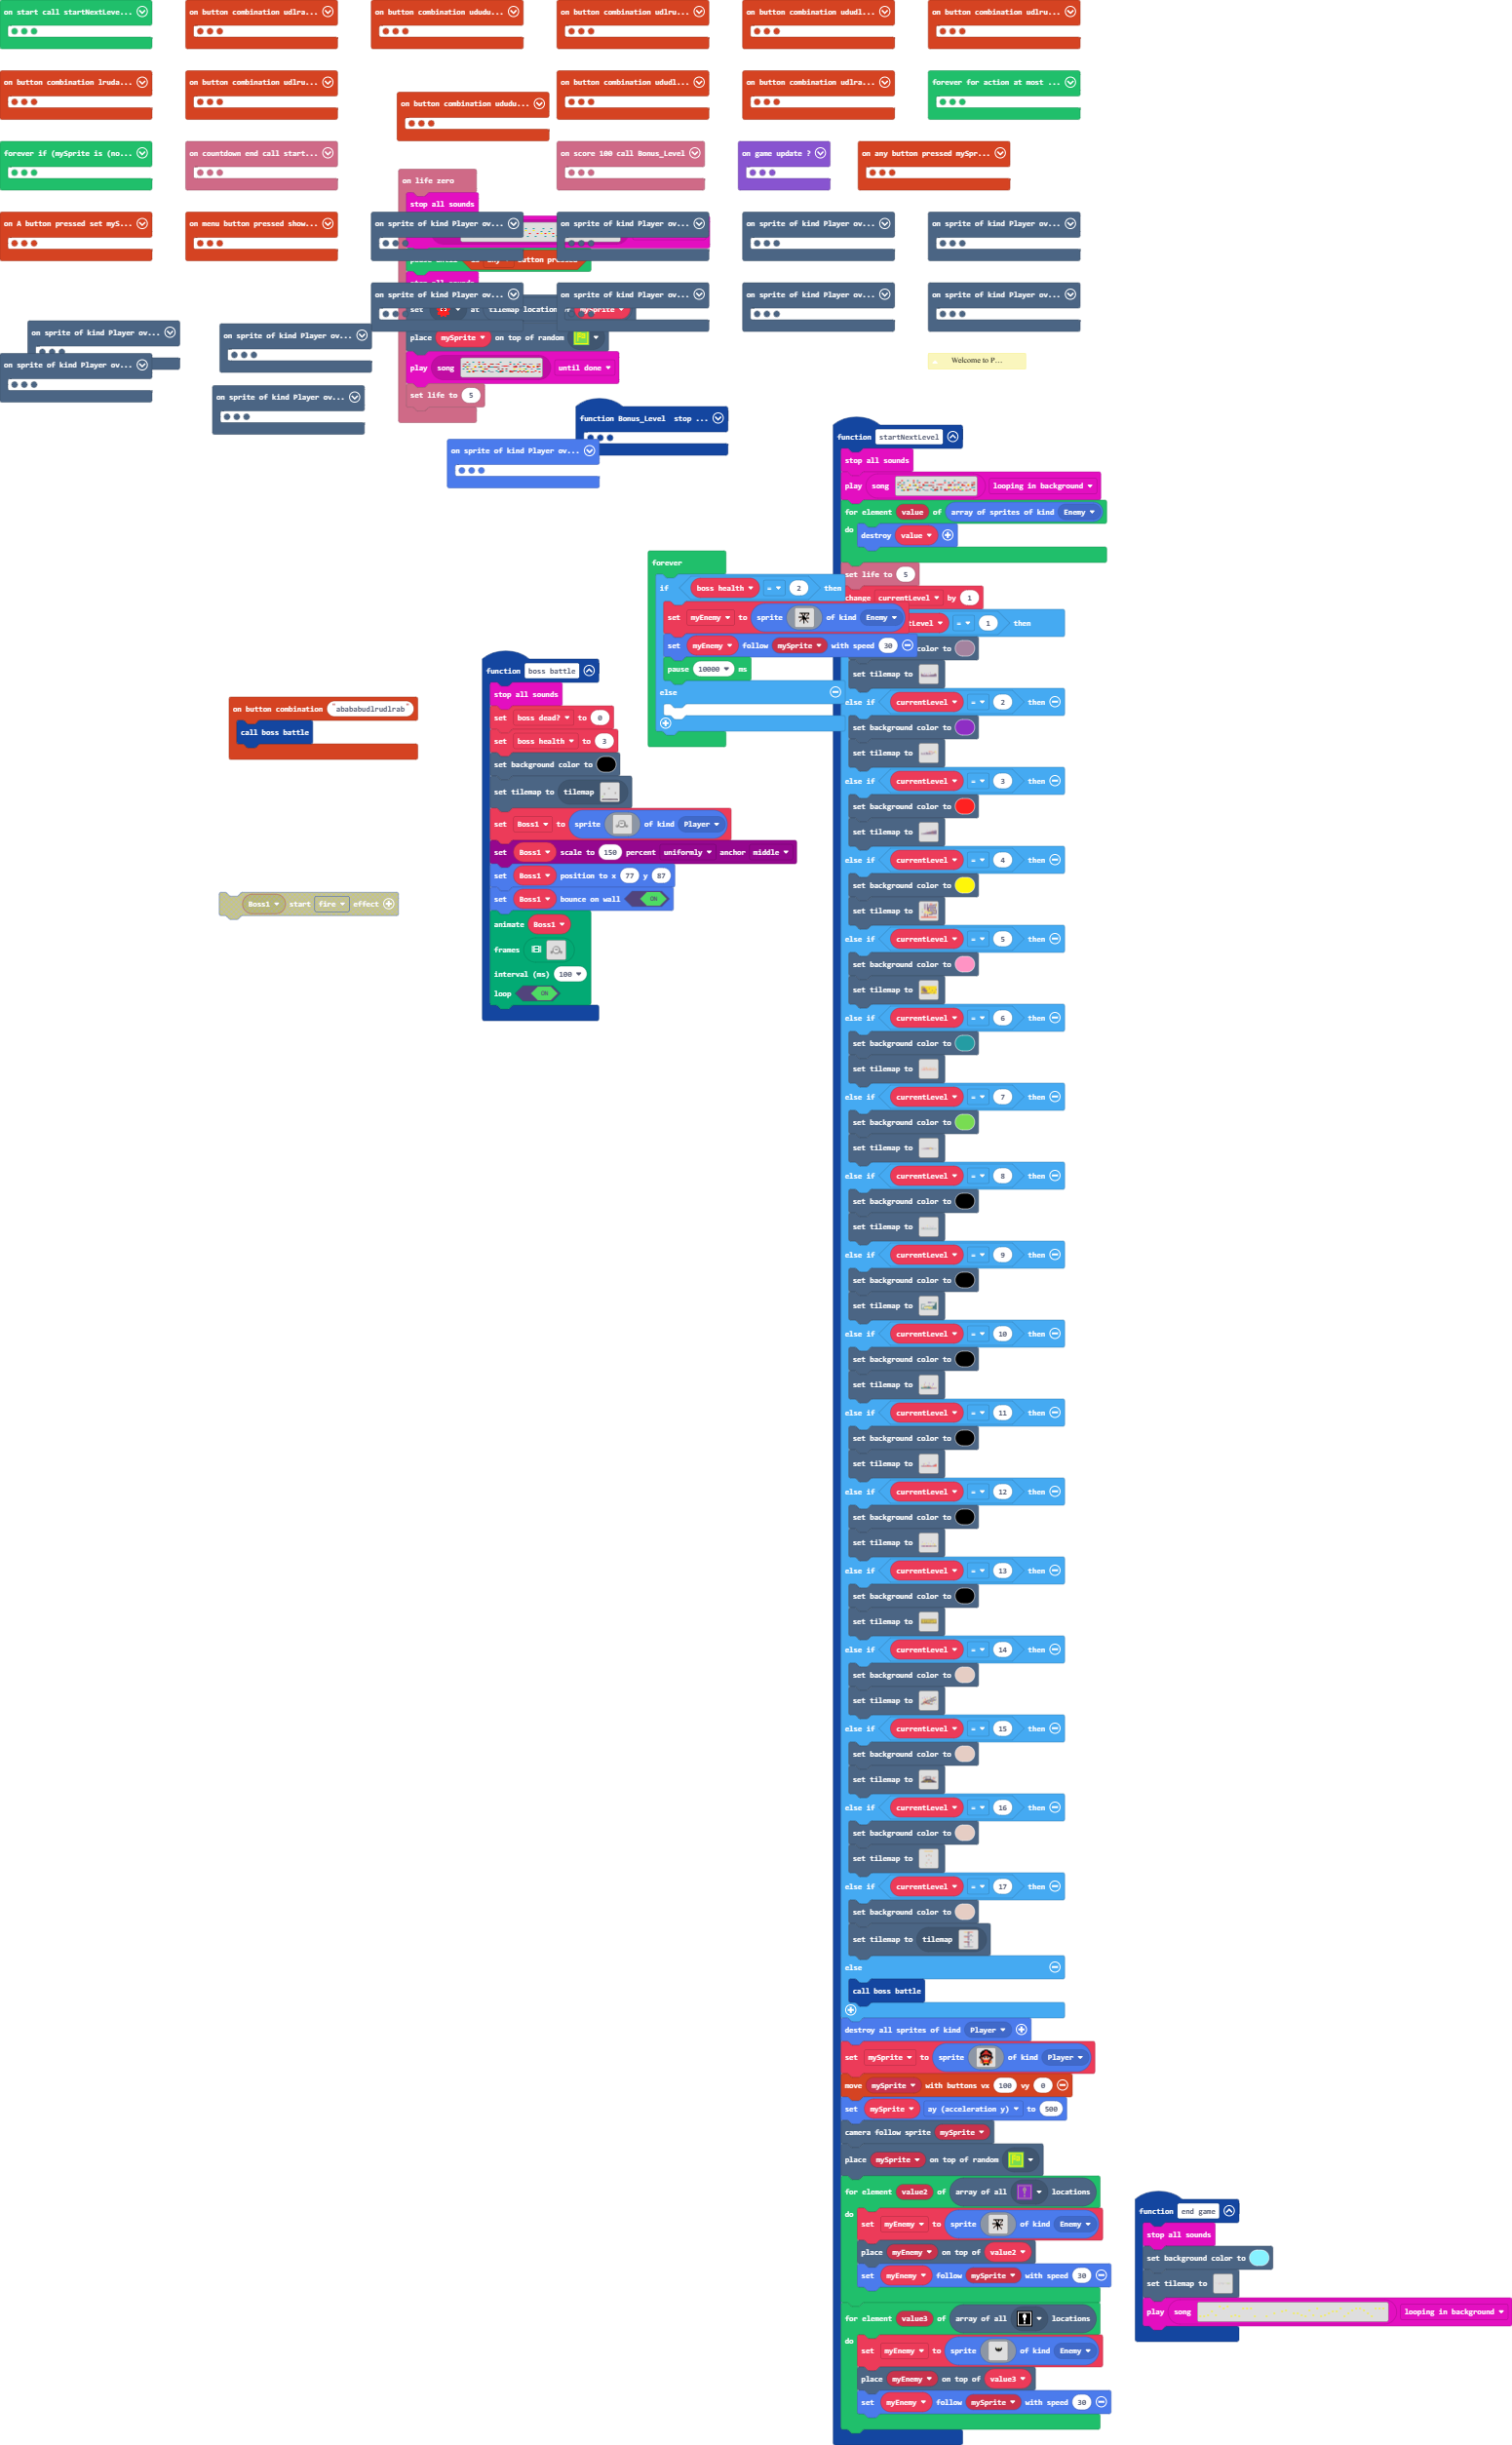 on start call startNextLeve...
on button combination udlra...
on button combination ududu...
on button combination udlru...
on button combination ududl...
on button combination udlru...
on button combination lruda...
on button combination udlru...
on button combination ududu...
on button combination ududl...
on button combination udlra...
forever for action at most ...
forever if (mySprite is (no...
on countdown end call start...
on score 100 call Bonus_Level
on game update ?
on any button pressed mySpr...
on life zero
stop all sounds
on A button pressed set myS...
on menu button pressed show...
on sprite of kind Player ov...
on sprite of kind Player ov...
on sprite of kind Player ov...
on sprite of kind Player ov...
on sprite of kind Player ov...
on sprite of kind Player ov...
on sprite of kind Player ov...
on sprite of kind Player ov...
set at tilemap location of mySprite
place mySprite on top of random
play song until done
set life to 5
on sprite of kind Player ov...
on sprite of kind Player ov...
on sprite of kind Player ov...
on sprite of kind Player ov...
Welcome to P...
function Bonus_Level stop ...
on sprite of kind Player ov...
function startNextLevel
stop all sounds
play song looping in background
for element value of array of sprites of kind Enemy
do destroy value
set life to 5
change currentLevel by 1
tLevel = 1 then
color to
set tilemap to
else if currentLevel = 2 then
set background color to
set tilemap to
else if currentLevel = 3 then
set background color to
set tilemap to
else if currentLevel = 4 then
set background color to
set tilemap to
else if currentLevel = 5 then
set background color to
set tilemap to
else if currentLevel = 6 then
set background color to
set tilemap to
else if currentLevel = 7 then
set background color to
set tilemap to
else if currentLevel = 8 then
set background color to
set tilemap to
else if currentLevel = 9 then
set background color to
set tilemap to
else if currentLevel = 10 then
set background color to
set tilemap to
else if currentLevel = 11 then
set background color to
set tilemap to
else if currentLevel = 12 then
set background color to
set tilemap to
else if currentLevel = 13 then
set background color to
set tilemap to
else if currentLevel = 14 then
set background color to
set tilemap to
else if currentLevel = 15 then
set background color to
set tilemap to
else if currentLevel = 16 then
set background color to
set tilemap to
else if currentLevel = 17 then
set background color to
set tilemap to tilemap
else
call boss battle
destroy all sprites of kind Player
set mySprite to sprite of kind Player
move mySprite with buttons vx 100 vy 0
set mySprite ay (acceleration y) to 500
camera follow sprite mySprite
place mySprite on top of random
for element value2 of array of all locations
do
set myEnemy to sprite of kind Enemy
place myEnemy on top of value2
set myEnemy follow mySprite with speed 30
for element value3 of array of all locations
do
set myEnemy to sprite of kind Enemy
place myEnemy on top of value3
set myEnemy follow mySprite with speed 30
forever
if boss health = 2 then
set myEnemy to sprite of kind Enemy
set myEnemy follow mySprite with speed 30
pause 10000 ms
else
function boss battle
stop all sounds
set boss dead? to 0
set boss health to 3
set background color to
set tilemap to tilemap
set Boss1 to sprite of kind Player
set Boss1 scale to 150 percent uniformly anchor middle
set Boss1 position to x 77 y 87
set Boss1 bounce on wall ON
animate Boss1
frames
interval (ms) 100
loop ON
on button combination "abababudlrudlrab"
call boss battle
Boss1 start fire effect
function end game
stop all sounds
set background color to
set tilemap to
play song looping in background